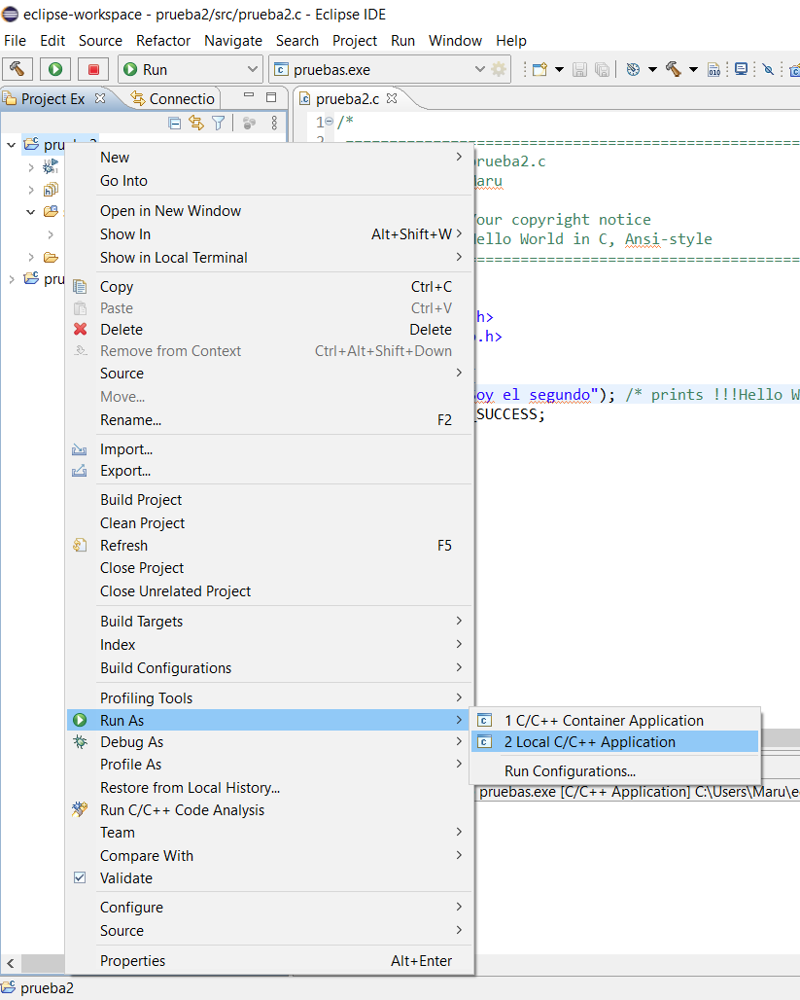 eclipse-workspace - prueba2/src/prueba2.c - Eclipse IDE
File Edit Source Refactor Navigate Search Project Run Window Help
Run pruebas.exe
Project Ex Connectio prueba2.c
1 /*
2 =====================================
prueba2.c
Maru
Your copyright notice
Hello World in C, Ansi-style
=====================================
h>
.h>
oy el segundo"); /* prints !!!Hello W
_SUCCESS;
New
Go Into
Open in New Window
Show In Alt+Shift+W
Show in Local Terminal
Copy Ctrl+C
Paste Ctrl+V
Delete Delete
Remove from Context Ctrl+Alt+Shift+Down
Source
Move...
Rename... F2
Import...
Export...
Build Project
Clean Project
Refresh F5
Close Project
Close Unrelated Project
Build Targets
Index
Build Configurations
Profiling Tools
Run As
Debug As
Profile As
Restore from Local History...
Run C/C++ Code Analysis
Team
Compare With
Validate
Configure
Source
Properties Alt+Enter
1 C/C++ Container Application
2 Local C/C++ Application
Run Configurations...
pruebas.exe [C/C++ Application] C:\Users\Maru\e
prueba2